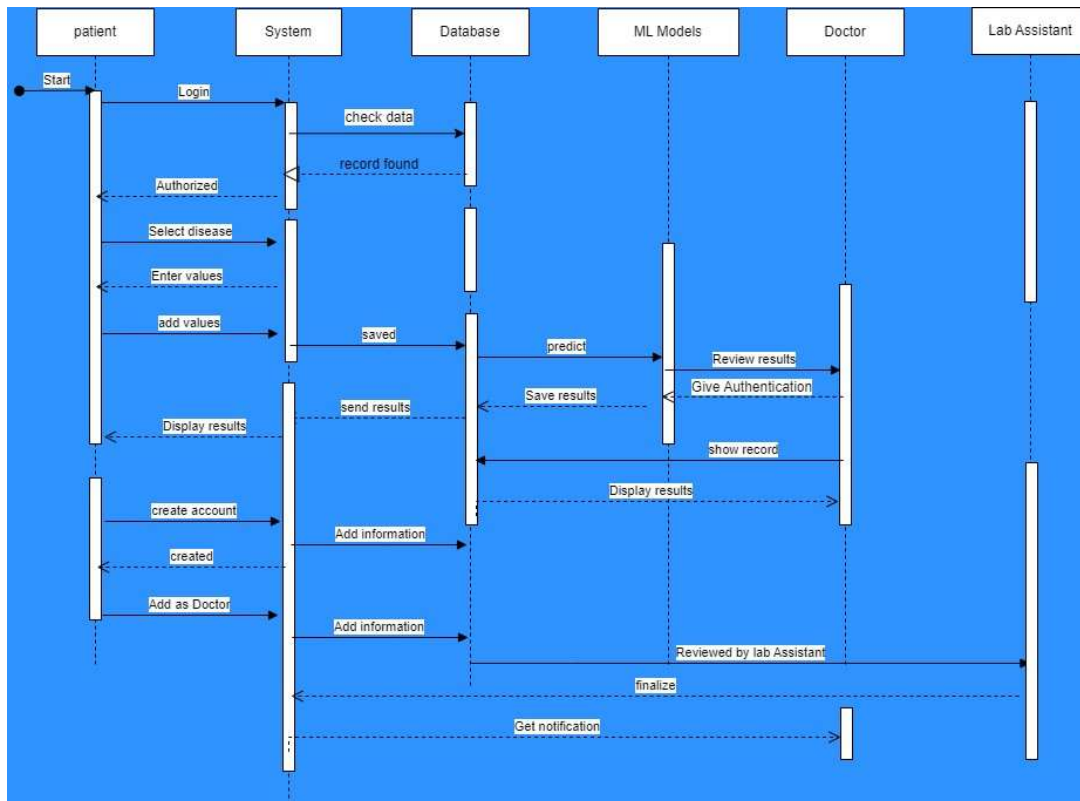 patient
System
Database
ML Models
Doctor
Lab Assistant
Start
Login
check data
record found
Authorized
Select disease
Enter values
add values
saved
predict
Review results
Give Authentication
Save results
send results
Display results
show record
Display results
create account
Add information
created
Add as Doctor
Add information
Reviewed by lab Assistant
finalize
Get notification